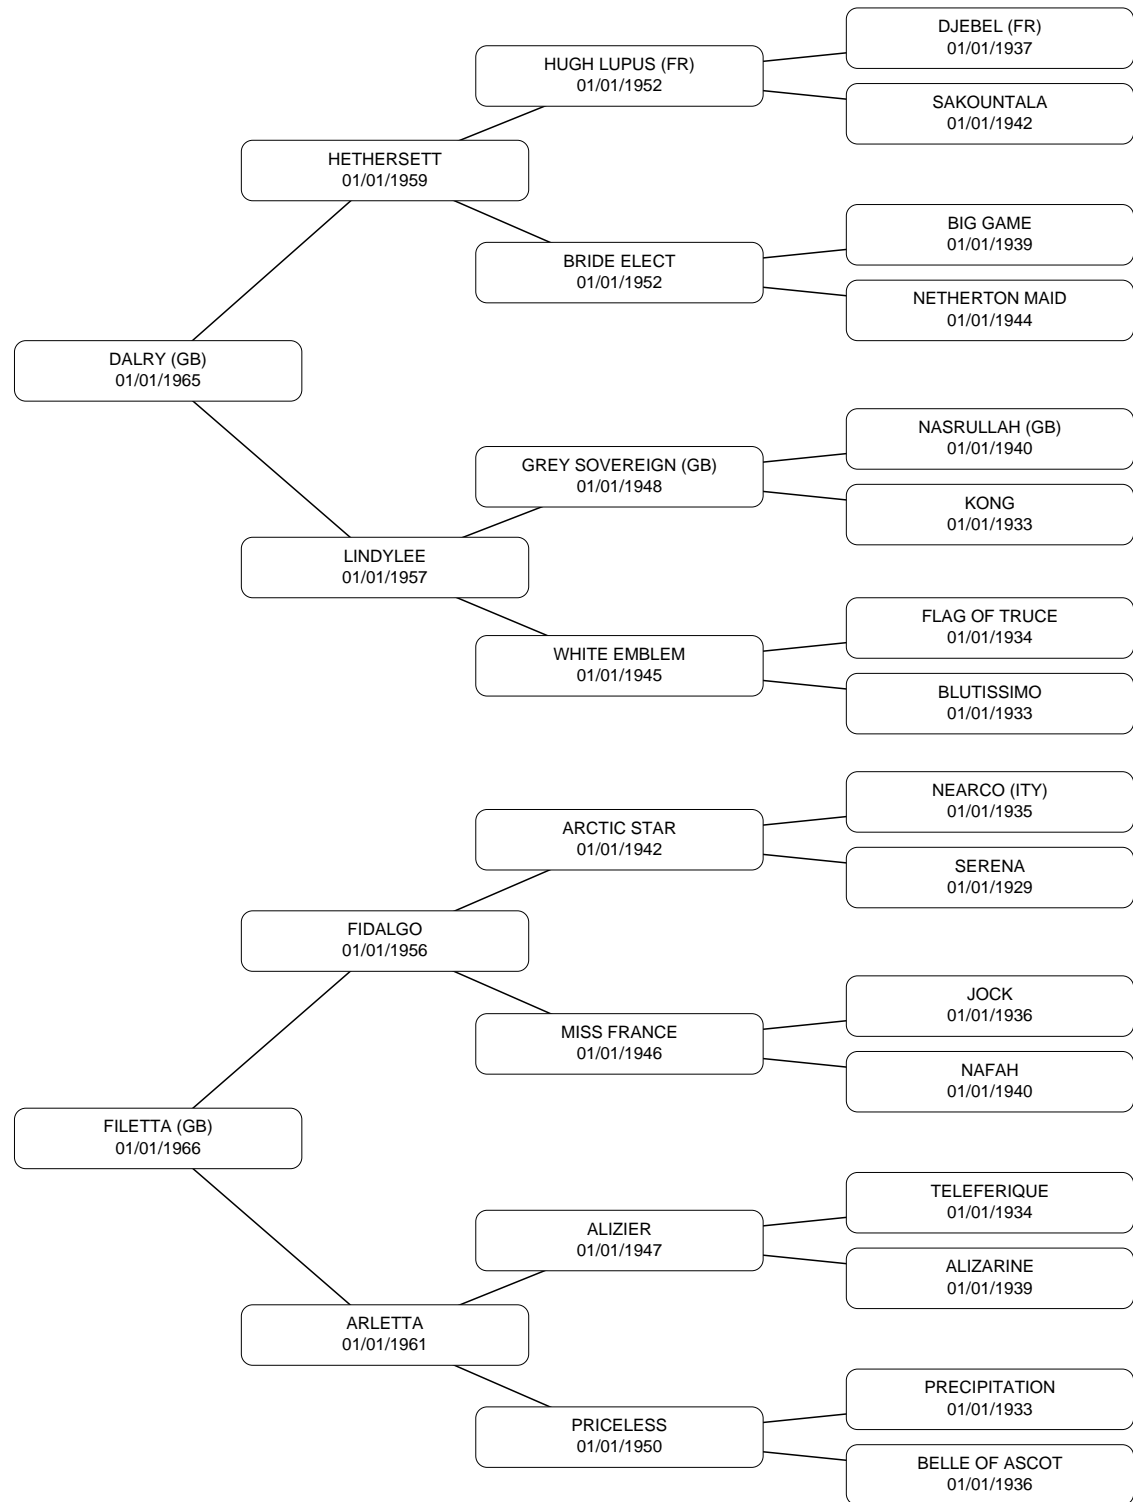 DJEBEL (FR)
01/01/1937
HUGH LUPUS (FR)
01/01/1952
SAKOUNTALA
01/01/1942
HETHERSETT
01/01/1959
BIG GAME
01/01/1939
BRIDE ELECT
01/01/1952
NETHERTON MAID
01/01/1944
DALRY (GB)
01/01/1965
NASRULLAH (GB)
01/01/1940
GREY SOVEREIGN (GB)
01/01/1948
KONG
01/01/1933
LINDYLEE
01/01/1957
FLAG OF TRUCE
01/01/1934
WHITE EMBLEM
01/01/1945
BLUTISSIMO
01/01/1933
NEARCO (ITY)
01/01/1935
ARCTIC STAR
01/01/1942
SERENA
01/01/1929
FIDALGO
01/01/1956
JOCK
01/01/1936
MISS FRANCE
01/01/1946
NAFAH
01/01/1940
FILETTA (GB)
01/01/1966
TELEFERIQUE
01/01/1934
ALIZIER
01/01/1947
ALIZARINE
01/01/1939
ARLETTA
01/01/1961
PRECIPITATION
01/01/1933
PRICELESS
01/01/1950
BELLE OF ASCOT
01/01/1936